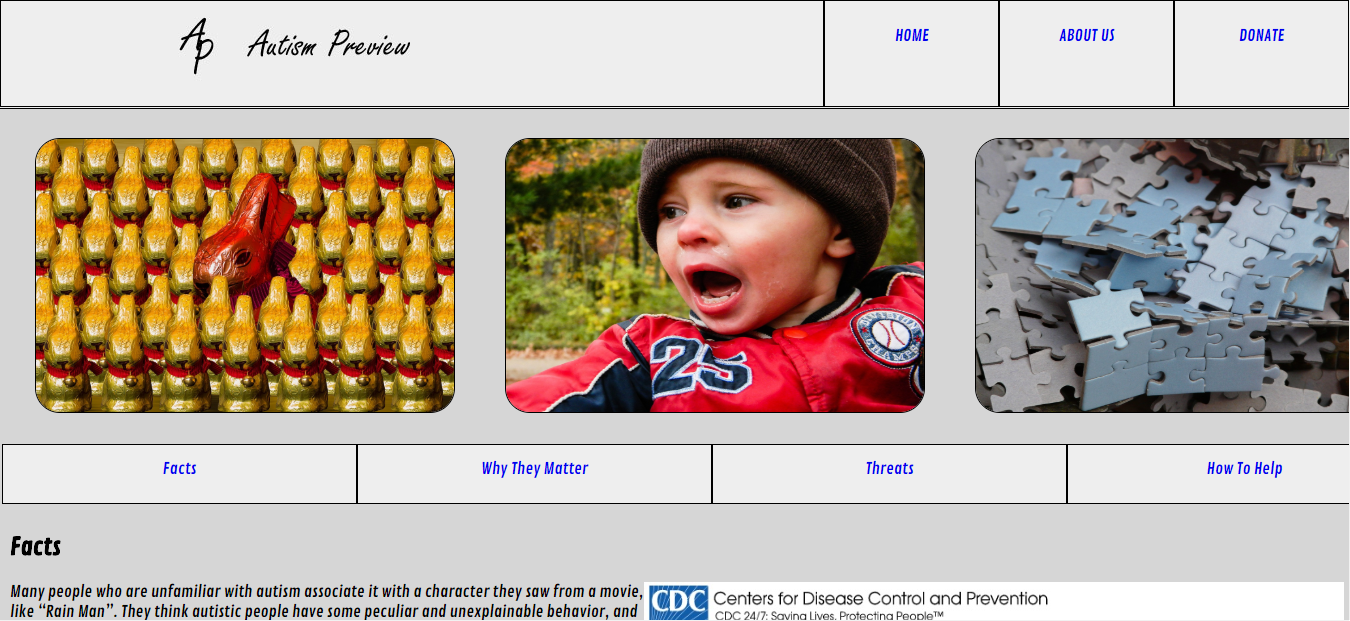 AP Autism Preview
HOME
ABOUT US
DONATE
25
Facts
Why They Matter
Threats
How To Help
Facts
Many people who are unfamiliar with autism associate it with a character they saw from a movie,
like “Rain Man”. They think autistic people have some peculiar and unexplainable behavior, and
CDC Centers for Disease Control and Prevention
CDC 24/7: Saving Lives. Protecting People™